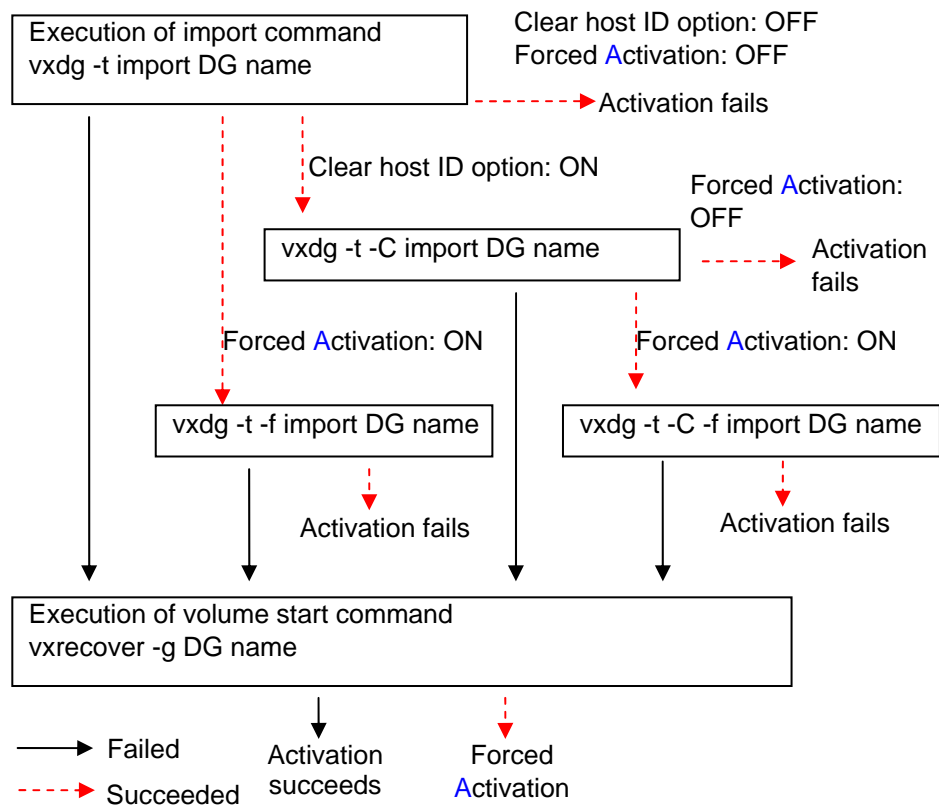 Execution of import command
vxdg -t import DG name
Clear host ID option: OFF
Forced Activation: OFF
Activation fails
Clear host ID option: ON
Forced Activation:
OFF
vxdg -t -C import DG name
Activation
fails
Forced Activation: ON
Forced Activation: ON
vxdg -t -f import DG name
vxdg -t -C -f import DG name
Activation fails
Activation fails
Execution of volume start command
vxrecover -g DG name
Failed
Succeeded
Activation
succeeds
Forced
Activation